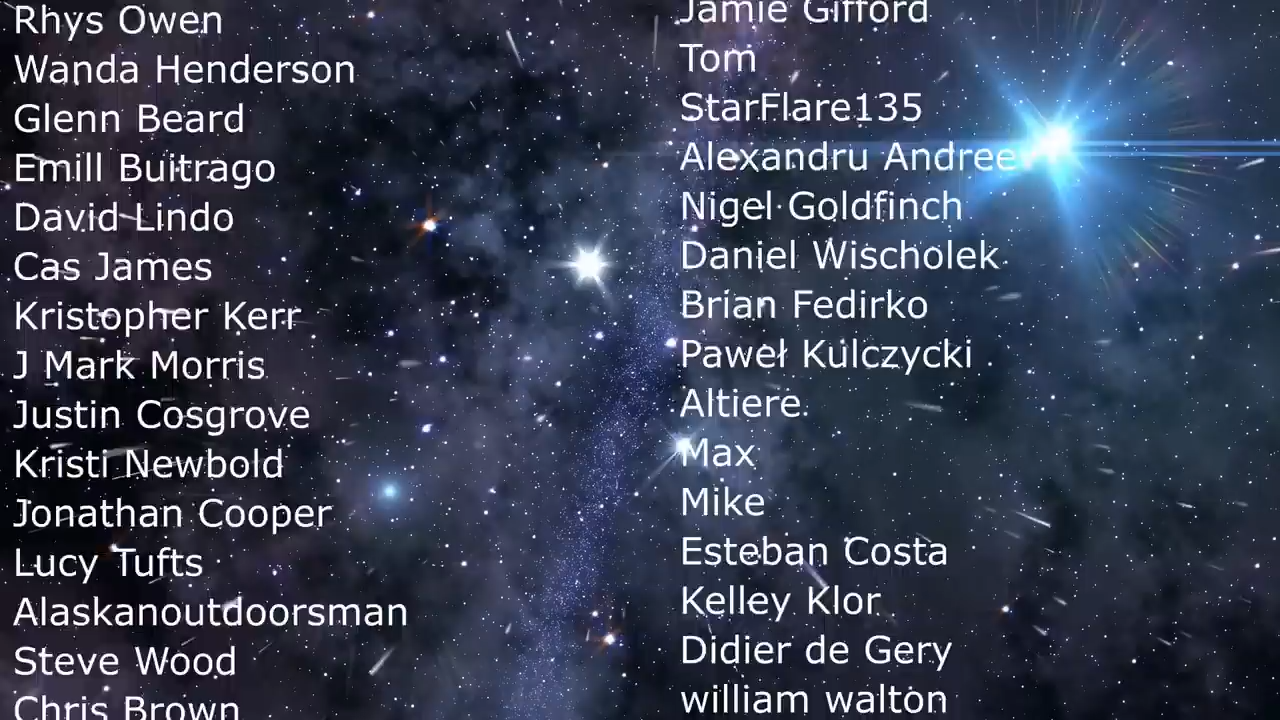 Rhys Owen
Wanda Henderson
Glenn Beard
Emill Buitrago
David Lindo
Cas James
Kristopher Kerr
J Mark Morris
Justin Cosgrove
Kristi Newbold
Jonathan Cooper
Lucy Tufts
Alaskanoutdoorsman
Steve Wood
Chris Brown
Jamie Gifford
Tom
StarFlare135
Alexandru
Nigel Goldfinch
Daniel Wischolek
Brian Fedirko
Paweł Kulczycki
Altiere
Max
Mike
Esteban Costa
Kelley Klor
Didier de Gery
william walton